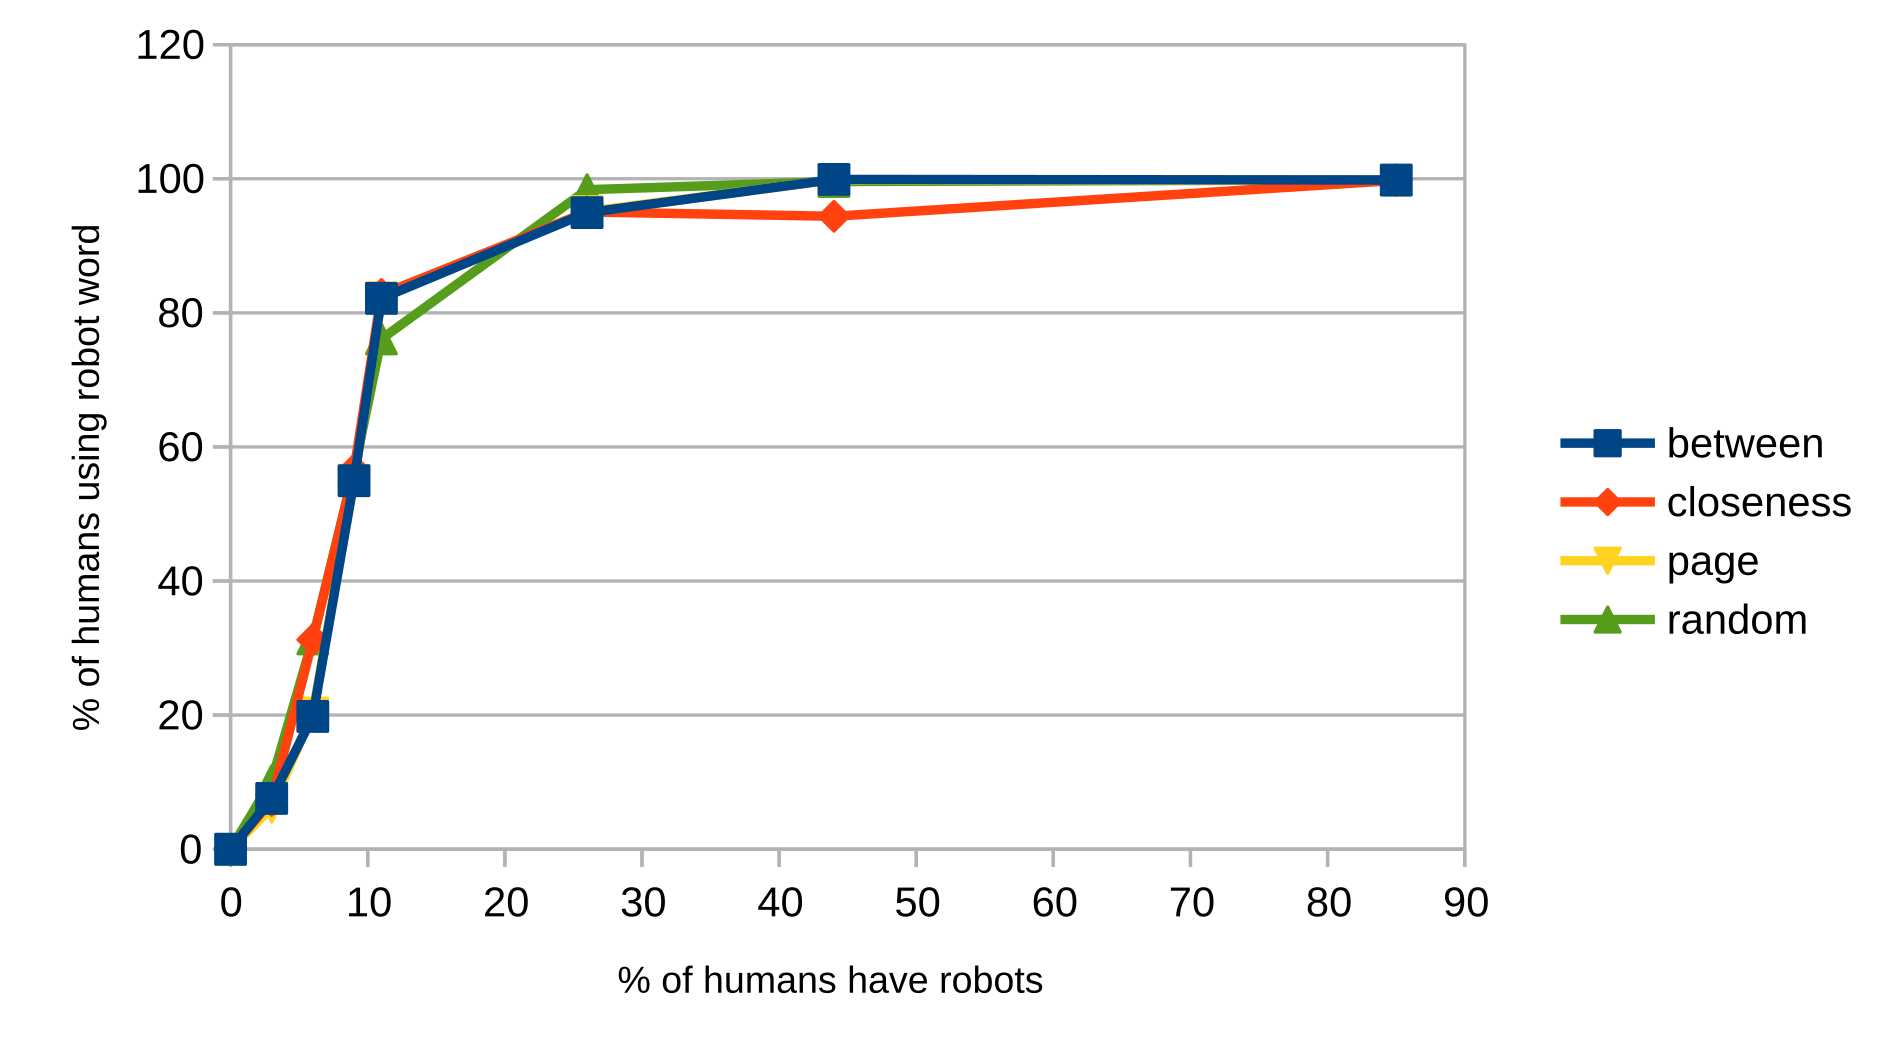 120
100
80
60
40
20
0
% of humans using robot word
0 10 20 30 40 50 60 70 80 90
% of humans have robots
between
closeness
page
random